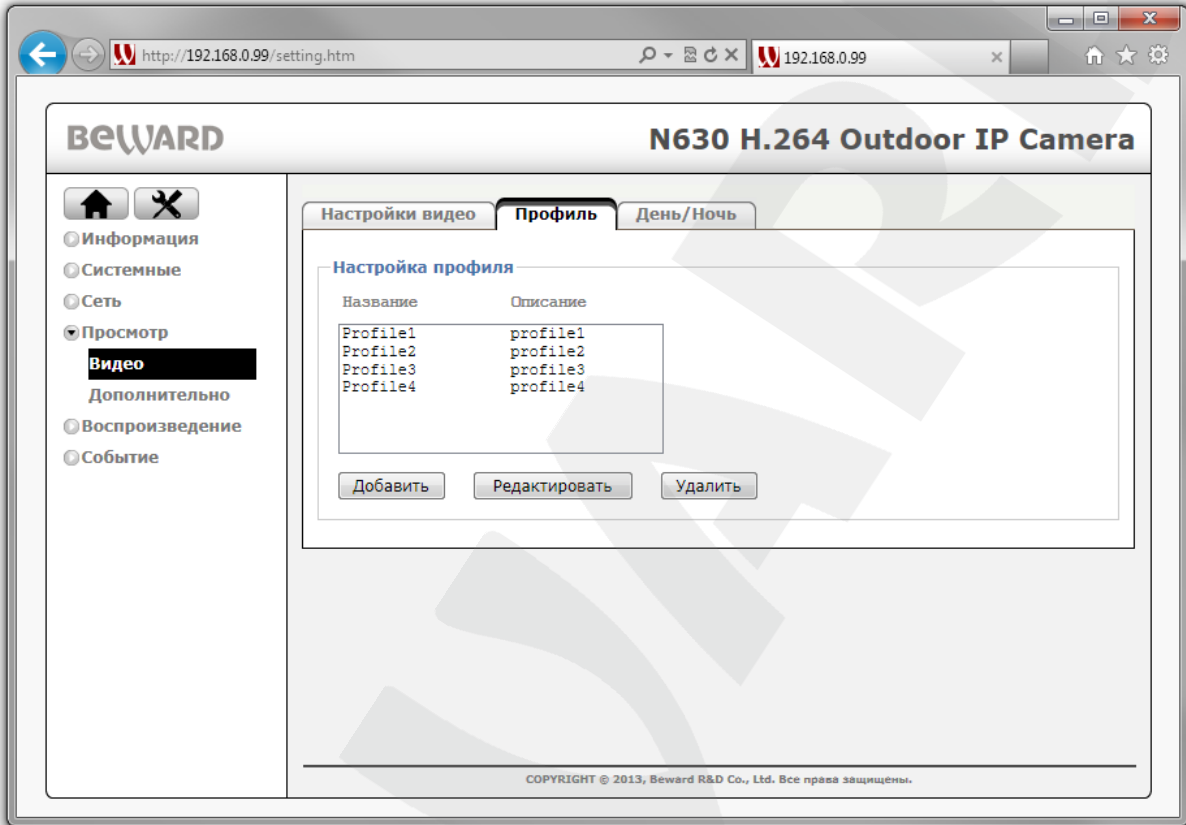 http://192.168.0.99/setting.htm
192.168.0.99
BEWARD
N630 H.264 Outdoor IP Camera
Информация
Системные
Сеть
Просмотр
Видео
Дополнительно
Воспроизведение
Событие
Настройки видео
Профиль
День/Ночь
Настройка профиля
Название Описание
Profile1 profile1
Profile2 profile2
Profile3 profile3
Profile4 profile4
Добавить
Редактировать
Удалить
COPYRIGHT © 2013, Beward R&D Co., Ltd. Все права защищены.